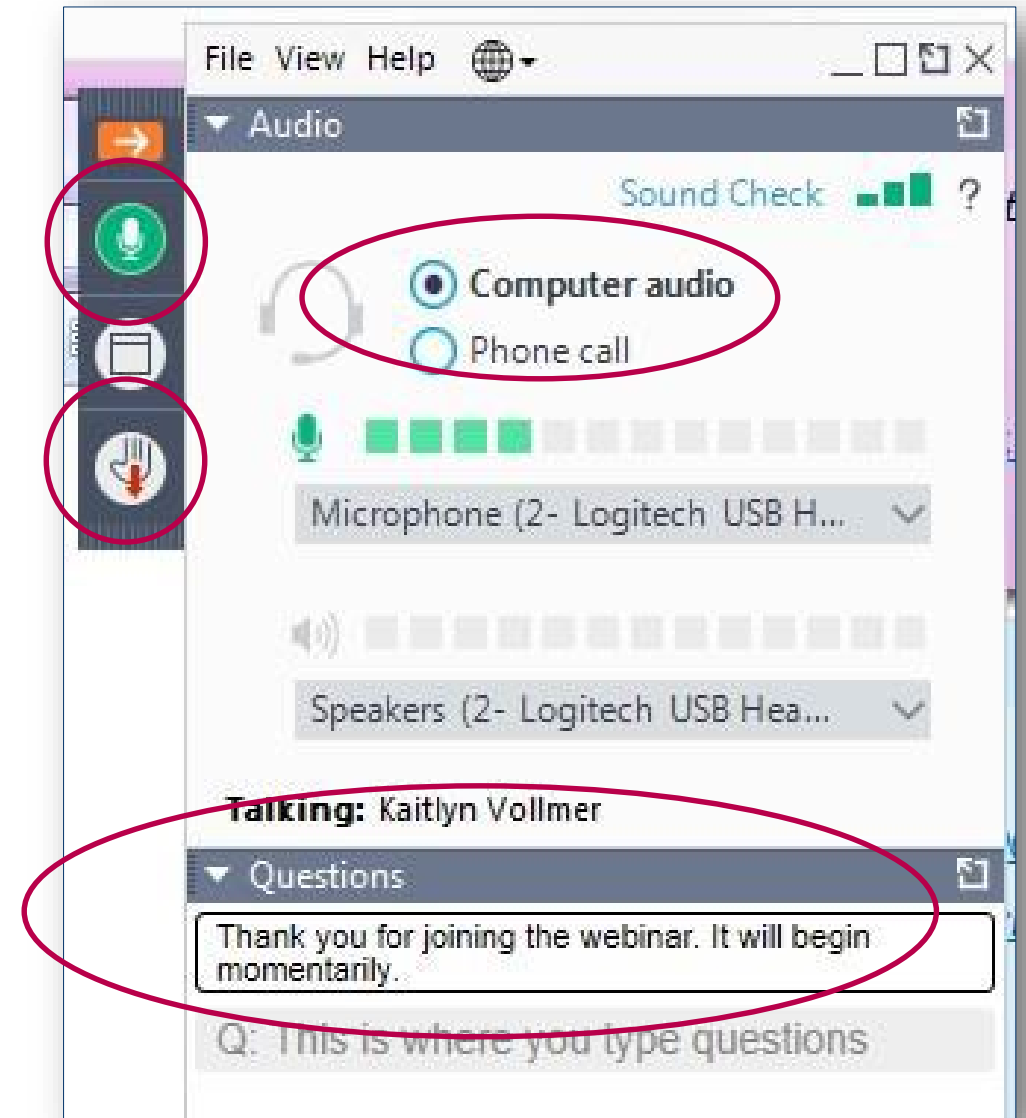 File View Help
Audio
Sound Check ?
Computer audio
Phone call
Microphone (2- Logitech USB H...
Speakers (2- Logitech USB Hea...
Talking: Kaitlyn Vollmer
Questions
Thank you for joining the webinar. It will begin
momentarily.
Q: This is where you type questions